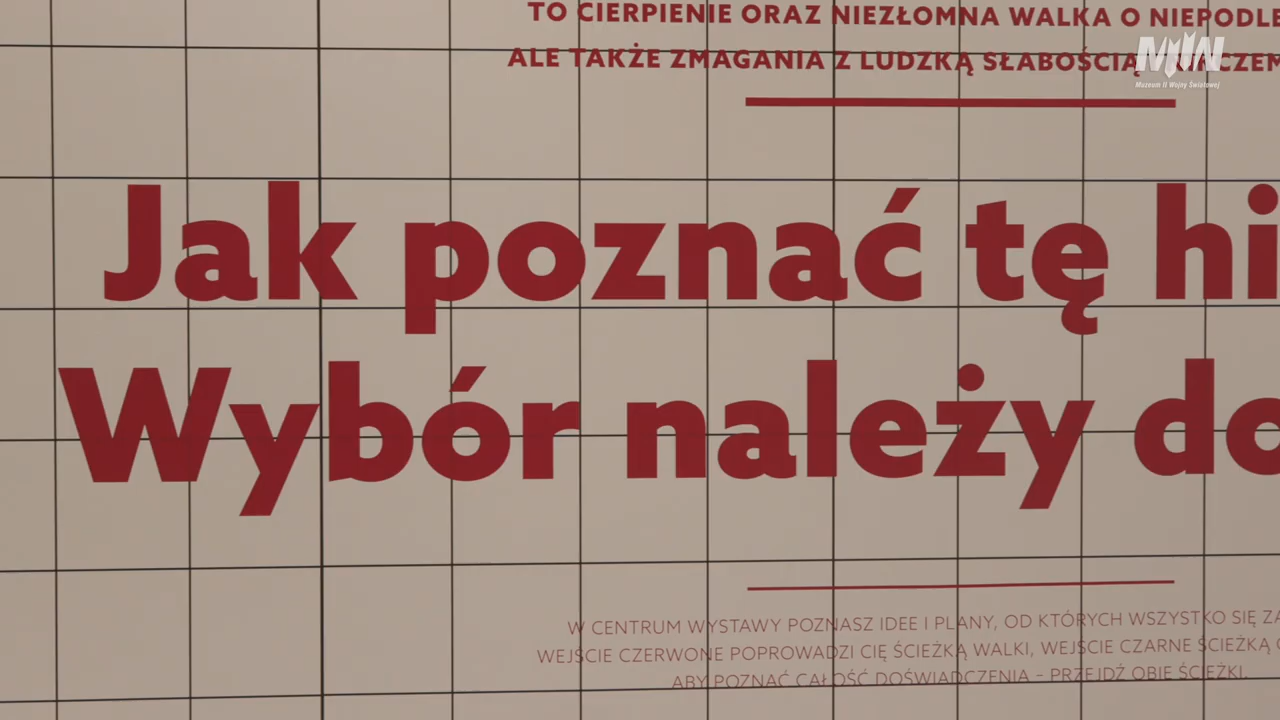 TO CIERPIENIE ORAZ NIEZŁOMNA WALKA O NIEPODLE
ALE TAKŻE ZMAGANIA Z LUDZKĄ SŁABOŚCIĄ
MIIW
Muzeum II Wojny Światowej
Jak poznać tę hi
Wybór należy do
W CENTRUM WYSTAWY POZNASZ IDEE I PLANY, OD KTÓRYCH WSZYSTKO SIĘ ZA
WEJŚCIE CZERWONE POPROWADZI CIĘ ŚCIEŻKĄ WALKI, WEJŚCIE CZARNE ŚCIEŻKĄ
ABY POZNAĆ CAŁOŚĆ DOŚWIADCZENIA – PRZEJDŹ OBIE ŚCIEŻKI.